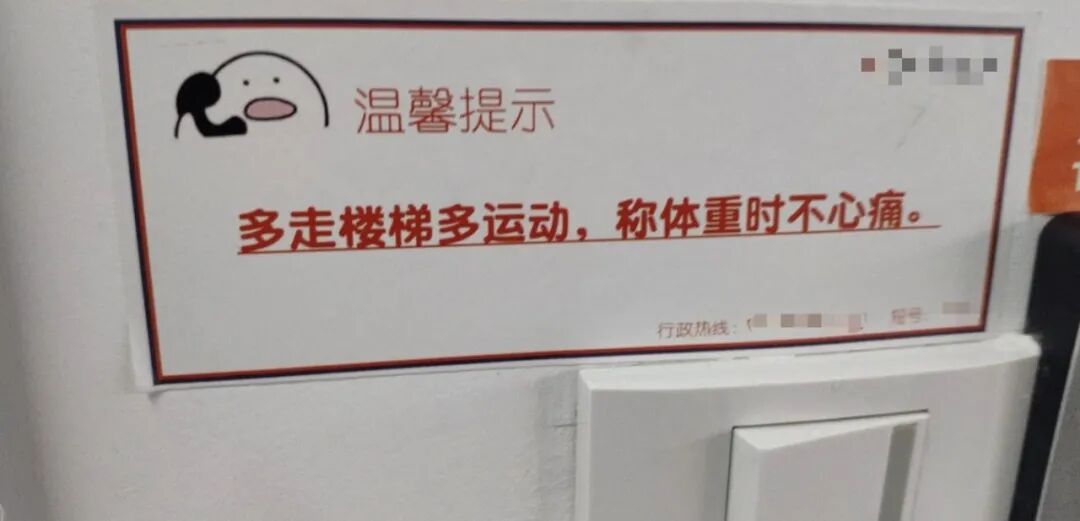 温馨提示
多走楼梯多运动，称体重时不心痛。
行政热线：